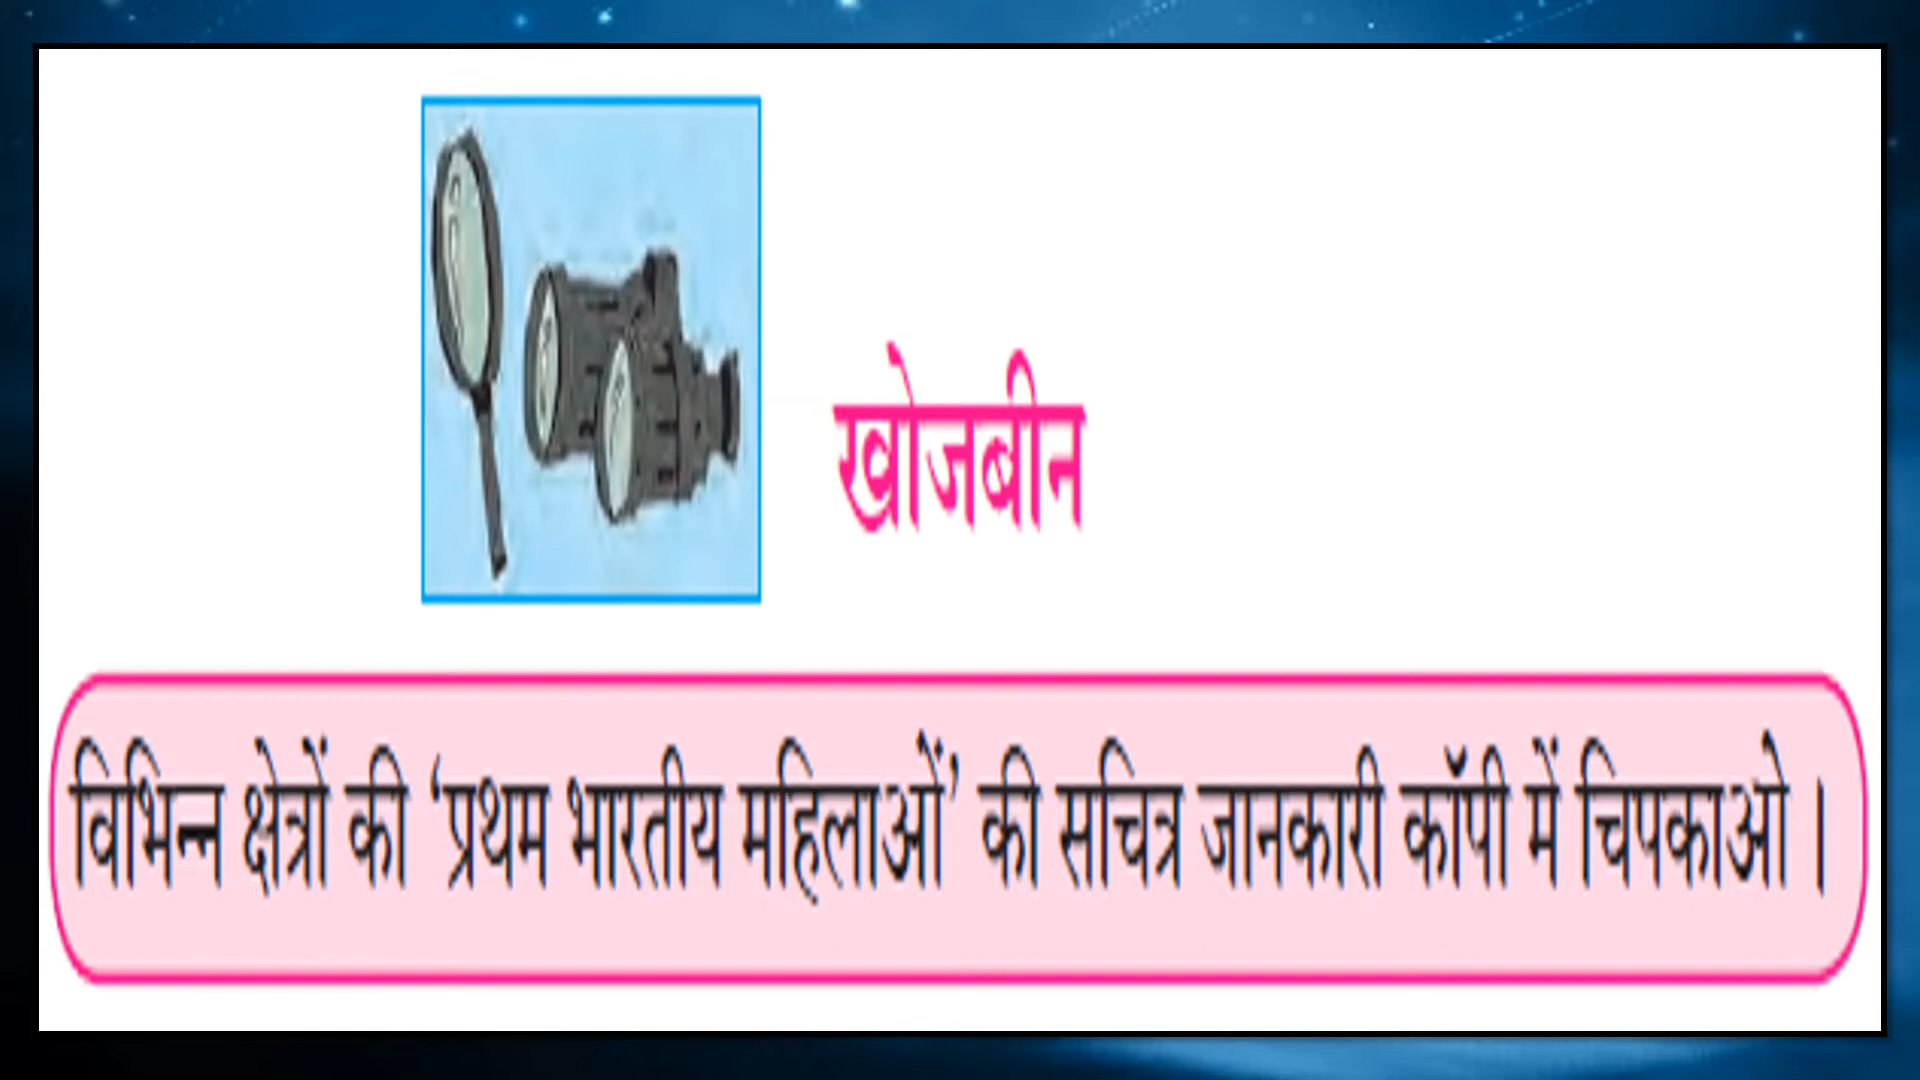 खोजबीन
विभिन्न क्षेत्रों की ‘प्रथम भारतीय महिलाओं’ की सचित्र जानकारी कॉपी में चिपकाओ ।